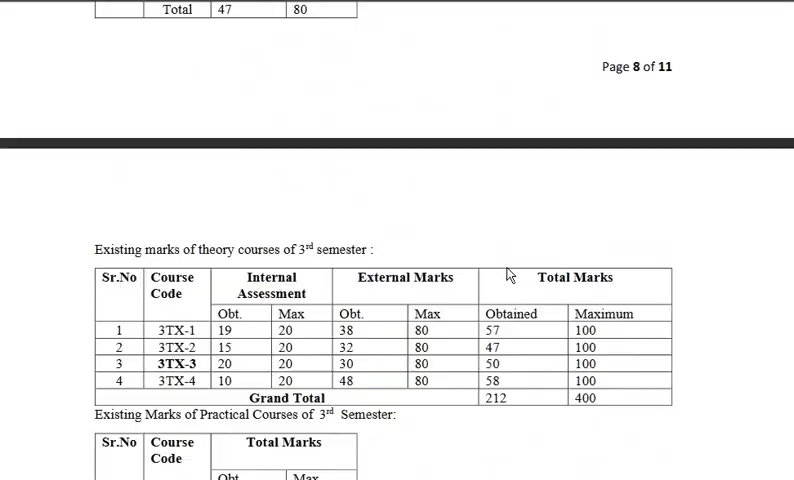 Total 47 80
Page 8 of 11
Existing marks of theory courses of 3rd semester :
Sr.No Course Code Internal Assessment External Marks Total Marks
Obt. Max Obt. Max Obtained Maximum
1 3TX-1 19 20 38 80 57 100
2 3TX-2 15 20 32 80 47 100
3 3TX-3 20 20 30 80 50 100
4 3TX-4 10 20 48 80 58 100
Grand Total 212 400
Existing Marks of Practical Courses of 3rd Semester:
Sr.No Course Code Total Marks
Obt. Max